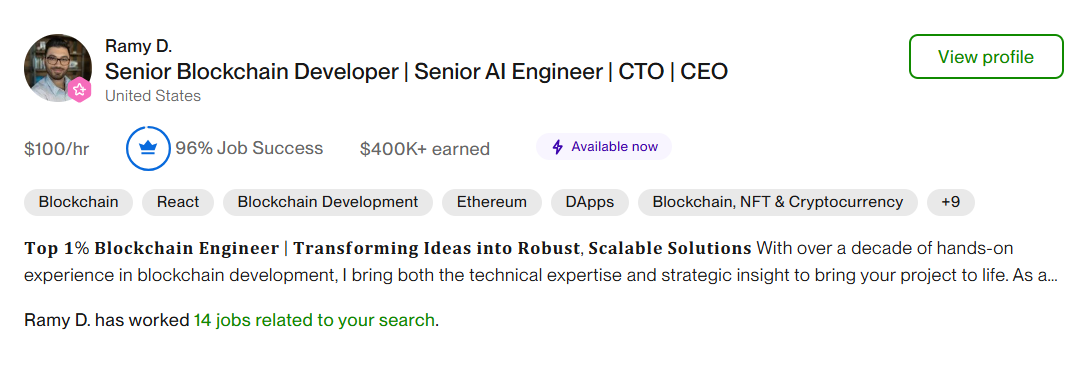 Ramy D.
Senior Blockchain Developer | Senior AI Engineer | CTO | CEO
United States
View profile
$100/hr
96% Job Success
$400K+ earned
Available now
Blockchain
React
Blockchain Development
Ethereum
DApps
Blockchain, NFT & Cryptocurrency
+9
Top 1% Blockchain Engineer | Transforming Ideas into Robust, Scalable Solutions With over a decade of hands-on
experience in blockchain development, I bring both the technical expertise and strategic insight to bring your project to life. As a...
Ramy D. has worked 14 jobs related to your search.